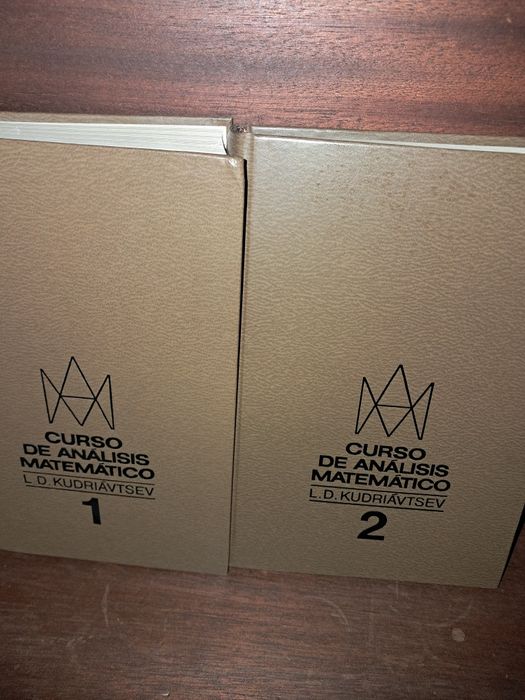 CURSO
DE ANÁLISIS
MATEMÁTICO
L.D. KUDRIÁVTSEV
1
CURSO
DE ANÁLISIS
MATEMÁTICO
L.D. KUDRIÁVTSEV
2